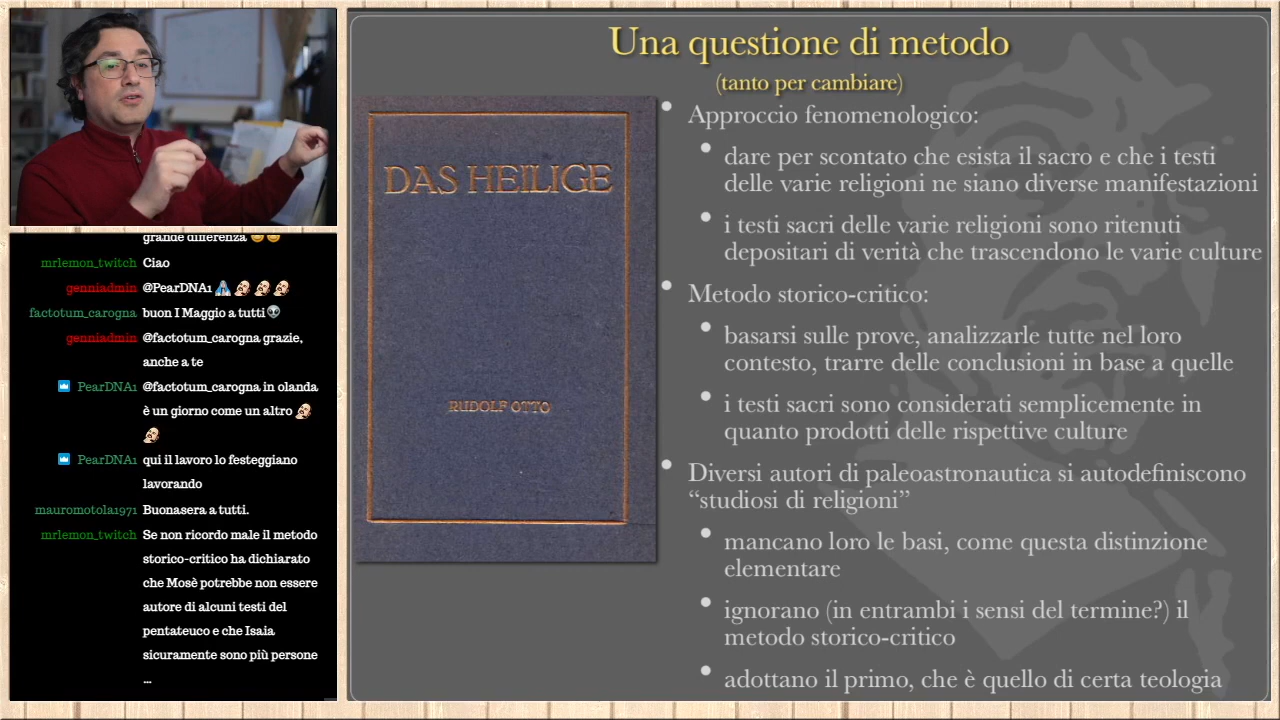 Una questione di metodo
(tanto per cambiare)
DAS HEILIGE
RUDOLF OTTO
• Approccio fenomenologico:
• dare per scontato che esista il sacro e che i testi
delle varie religioni ne siano diverse manifestazioni
• i testi sacri delle varie religioni sono ritenuti
depositari di verità che trascendono le varie culture
• Metodo storico-critico:
• basarsi sulle prove, analizzarle tutte nel loro
contesto, trarre delle conclusioni in base a quelle
• i testi sacri sono considerati semplicemente in
quanto prodotti delle rispettive culture
• Diversi autori di paleoastronautica si autodefiniscono
“studiosi di religioni”
• mancano loro le basi, come questa distinzione
elementare
• ignorano (in entrambi i sensi del termine?) il
metodo storico-critico
• adottano il primo, che è quello di certa teologia
grande differenza 😊😊
mrlemon_twitch Ciao
genniadmin @PearDNA1
factotum_carogna buon I Maggio a tutti 👽
genniadmin @factotum_carogna grazie,
anche a te
PearDNA1 @factotum_carogna in olanda
è un giorno come un altro
PearDNA1 qui il lavoro lo festeggiano
lavorando
mauromotola1971 Buonasera a tutti.
mrlemon_twitch Se non ricordo male il metodo
storico-critico ha dichiarato
che Mosè potrebbe non essere
autore di alcuni testi del
pentateuco e che Isaia
sicuramente sono più persone
...